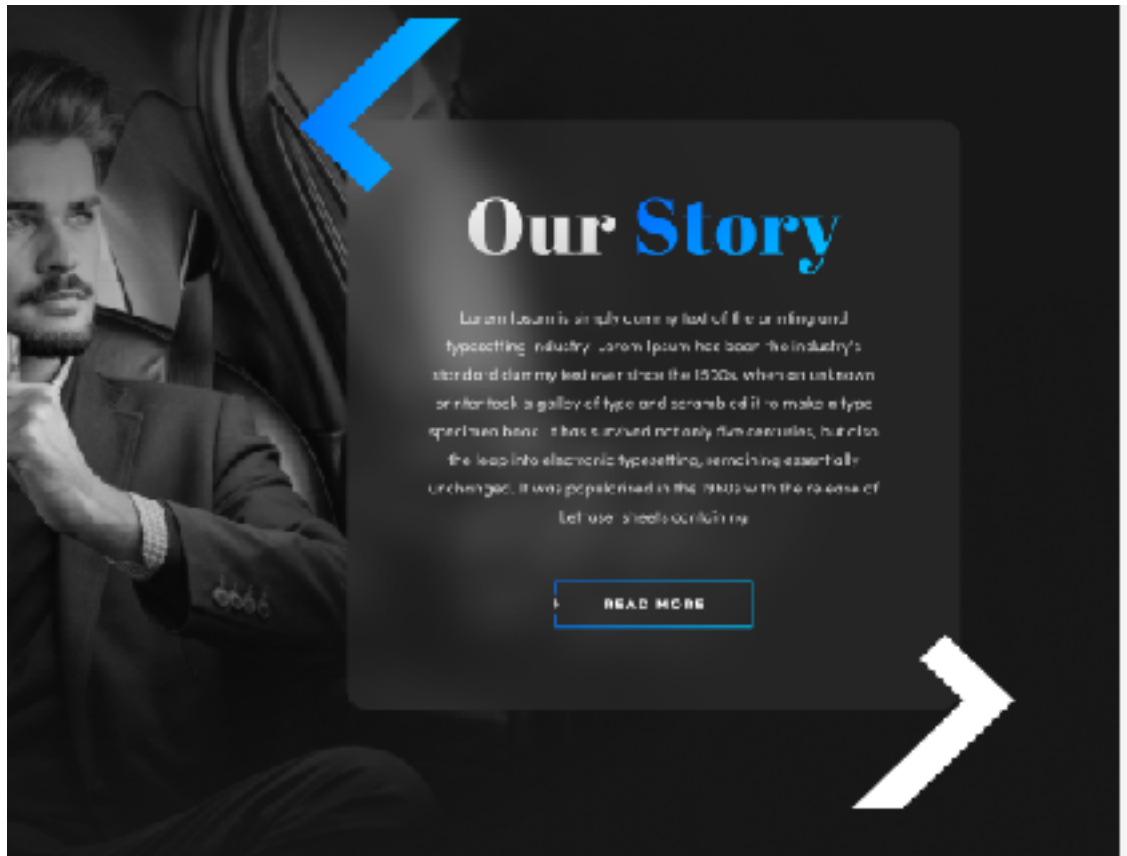 Our Story
Lorem Ipsum is simply dummy text of the printing and
typesetting industry. Lorem Ipsum has been the industry's
standard dummy text ever since the 1500s, when an unknown
printer took a galley of type and scrambled it to make a type
specimen book. It has survived not only five centuries, but also
the leap into electronic typesetting, remaining essentially
unchanged. It was popularised in the 1960s with the release of
Letraset sheets containing
READ MORE